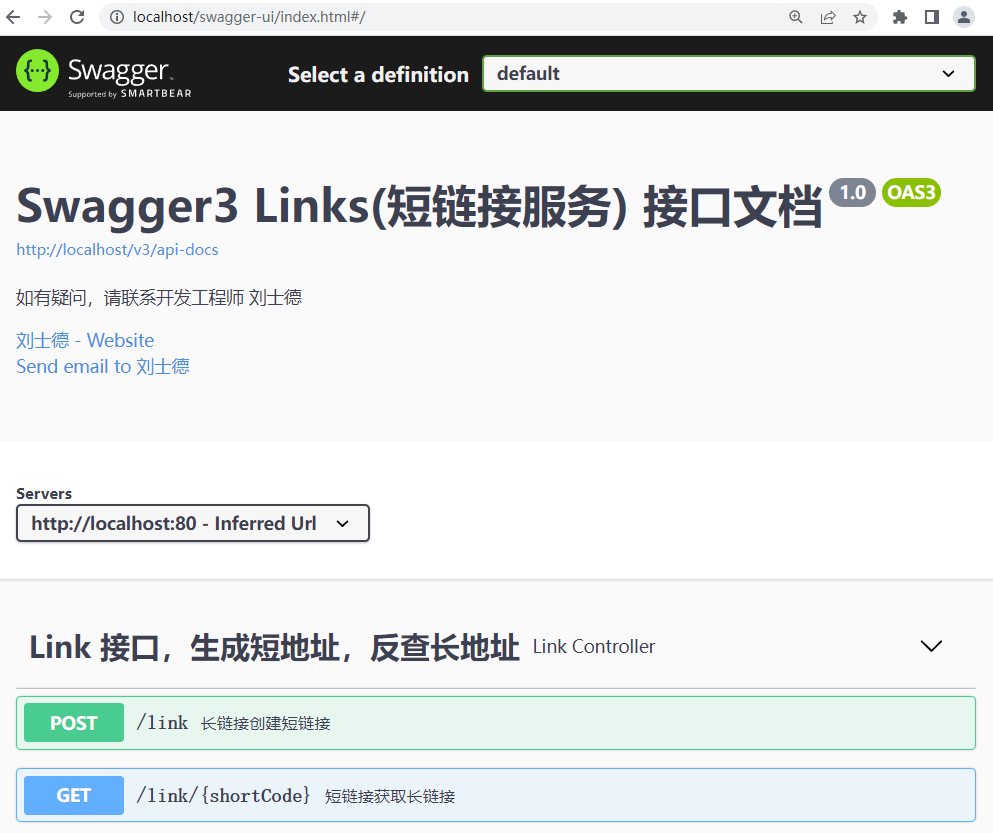 localhost/swagger-ui/index.html#/
Swagger. Select a definition default
Supported by SMARTBEAR
Swagger3 Links(短链接服务) 接口文档 1.0 OAS3
http://localhost/v3/api-docs
如有疑问，请联系开发工程师 刘士德
刘士德 - Website
Send email to 刘士德
Servers
http://localhost:80 - Inferred Url
Link 接口，生成短地址，反查长地址 Link Controller
POST /link 长链接创建短链接
GET /link/{shortCode} 短链接获取长链接